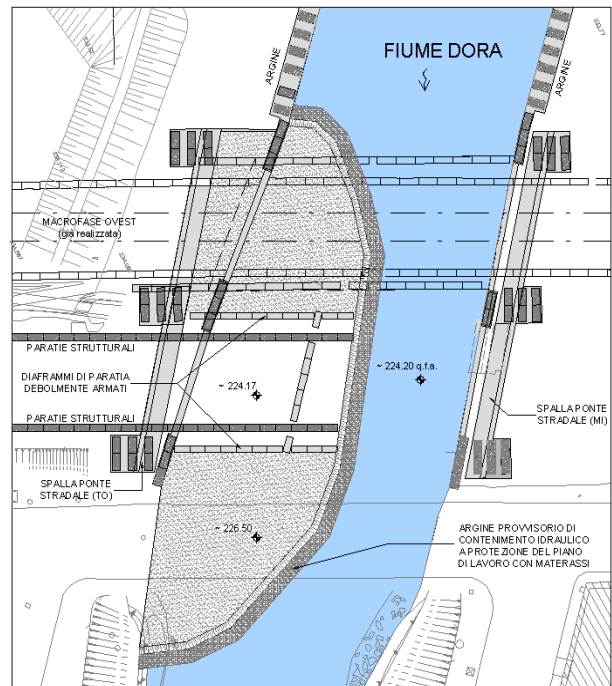 FIUME DORA
ARGINE
ARGINE
MACROFASE OVEST
(già realizzata)
PARATIE STRUTTURALI
DIAFRAMMI DI PARATIA
DEBOLMENTE ARMATI
~ 224.17
~ 224.20 q.f.a.
PARATIE STRUTTURALI
SPALLA PONTE
STRADALE (MI)
SPALLA PONTE
STRADALE (TO)
~ 226.50
ARGINE PROVVISORIO DI
CONTENIMENTO IDRAULICO
A PROTEZIONE DEL PIANO
DI LAVORO CON MATERASSI